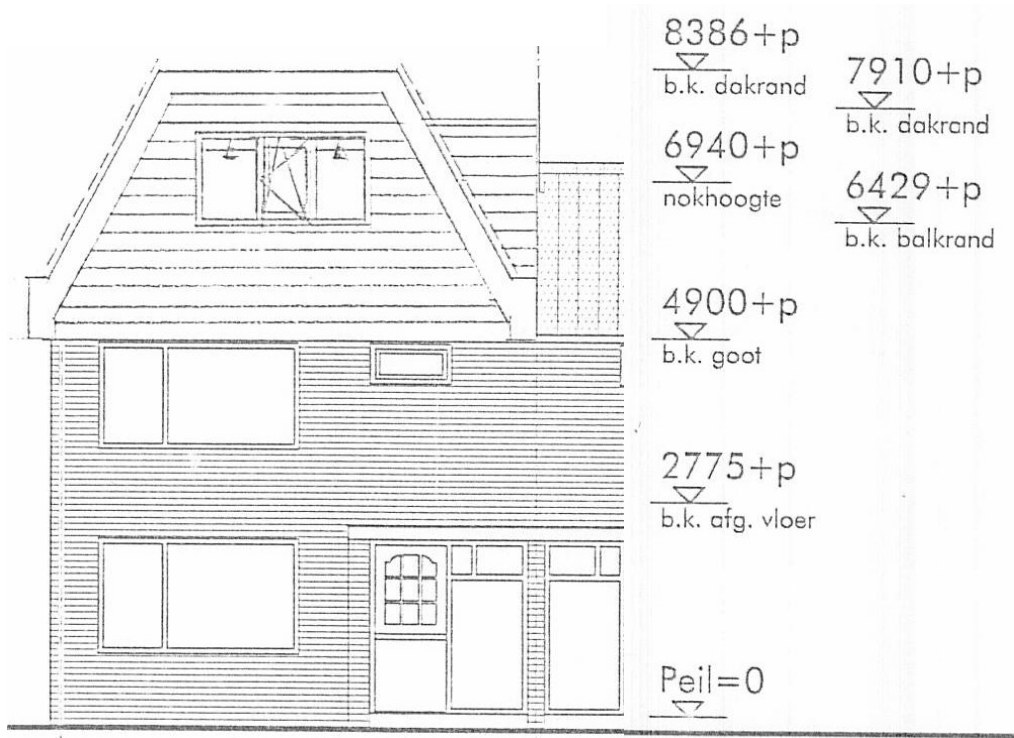 8386+p
b.k. dakrand
7910+p
b.k. dakrand
6940+p
nokhoogte
6429+p
b.k. balkrand
4900+p
b.k. goot
2775+p
b.k. afg. vloer
Peil=0